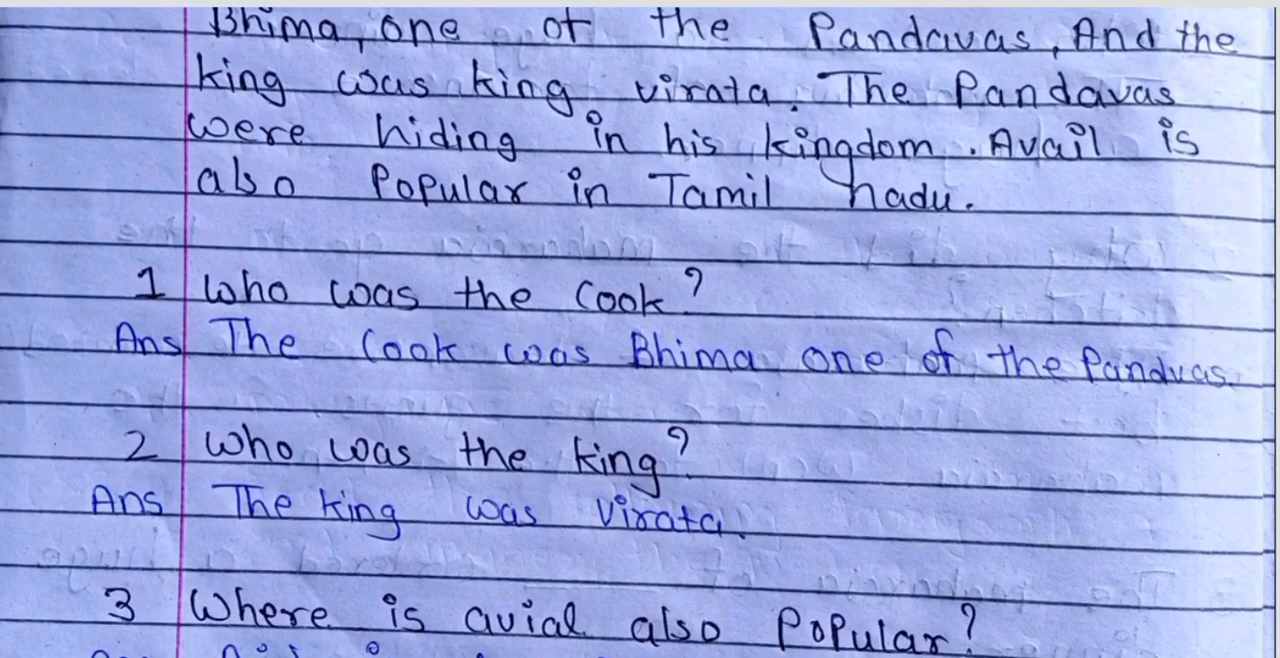 Bhima, one of the Pandavas, And the
king was king virata. The Pandavas
were hiding in his kingdom. Avail is
also Popular in Tamil nadu.
1 Who was the Cook?
Ans The Cook was Bhima one of the Panduas.
2 Who was the king?
Ans The king was Virata.
3 Where is avial also Popular?